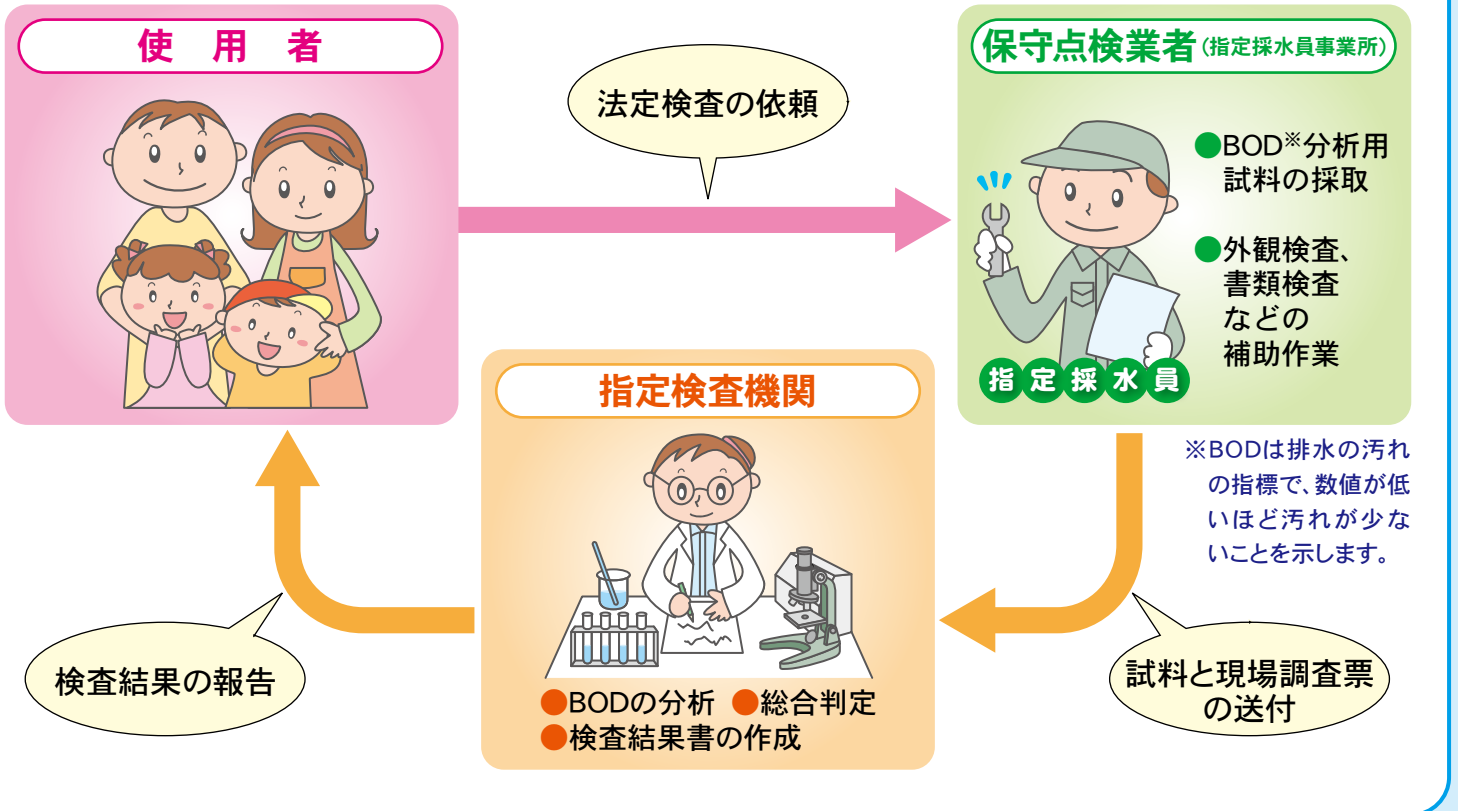 使用者
法定検査の依頼
保守点検業者(指定採水員事業所)
●BOD※分析用
試料の採取
●外観検査、
書類検査
などの
補助作業
指定採水員
※BODは排水の汚れ
の指標で、数値が低
いほど汚れが少な
いことを示します。
試料と現場調査票
の送付
指定検査機関
●BODの分析 ●総合判定
●検査結果書の作成
検査結果の報告